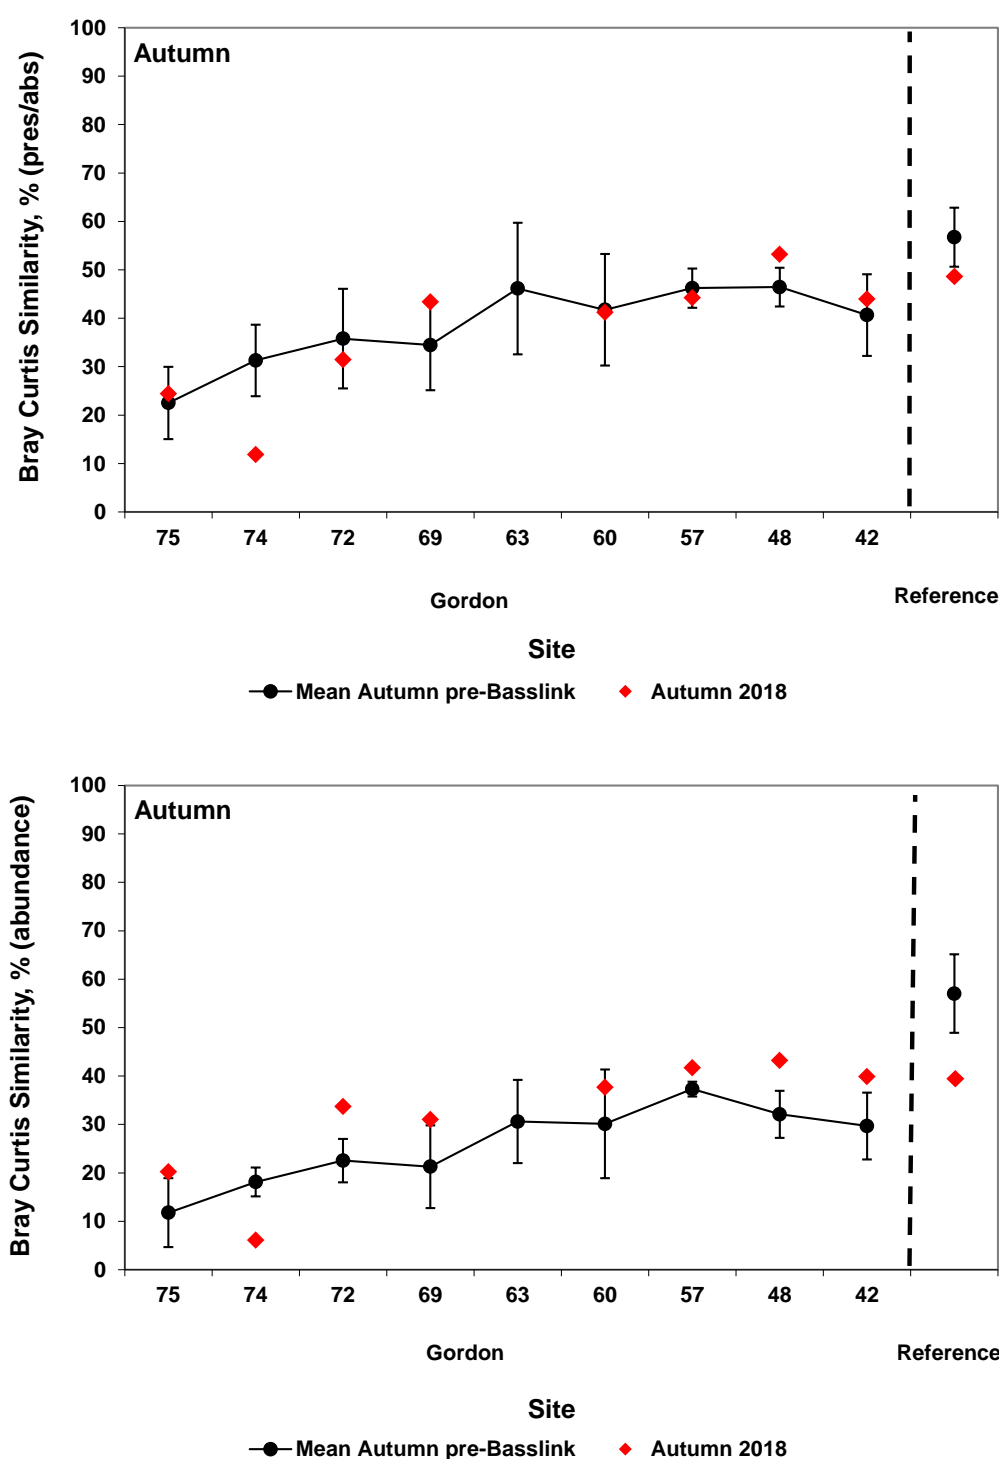 Autumn
Bray Curtis Similarity, % (pres/abs)
100
90
80
70
60
50
40
30
20
10
0
75 74 72 69 63 60 57 48 42
Gordon Reference
Site
Mean Autumn pre-Basslink Autumn 2018
Autumn
Bray Curtis Similarity, % (abundance)
100
90
80
70
60
50
40
30
20
10
0
75 74 72 69 63 60 57 48 42
Gordon Reference
Site
Mean Autumn pre-Basslink Autumn 2018